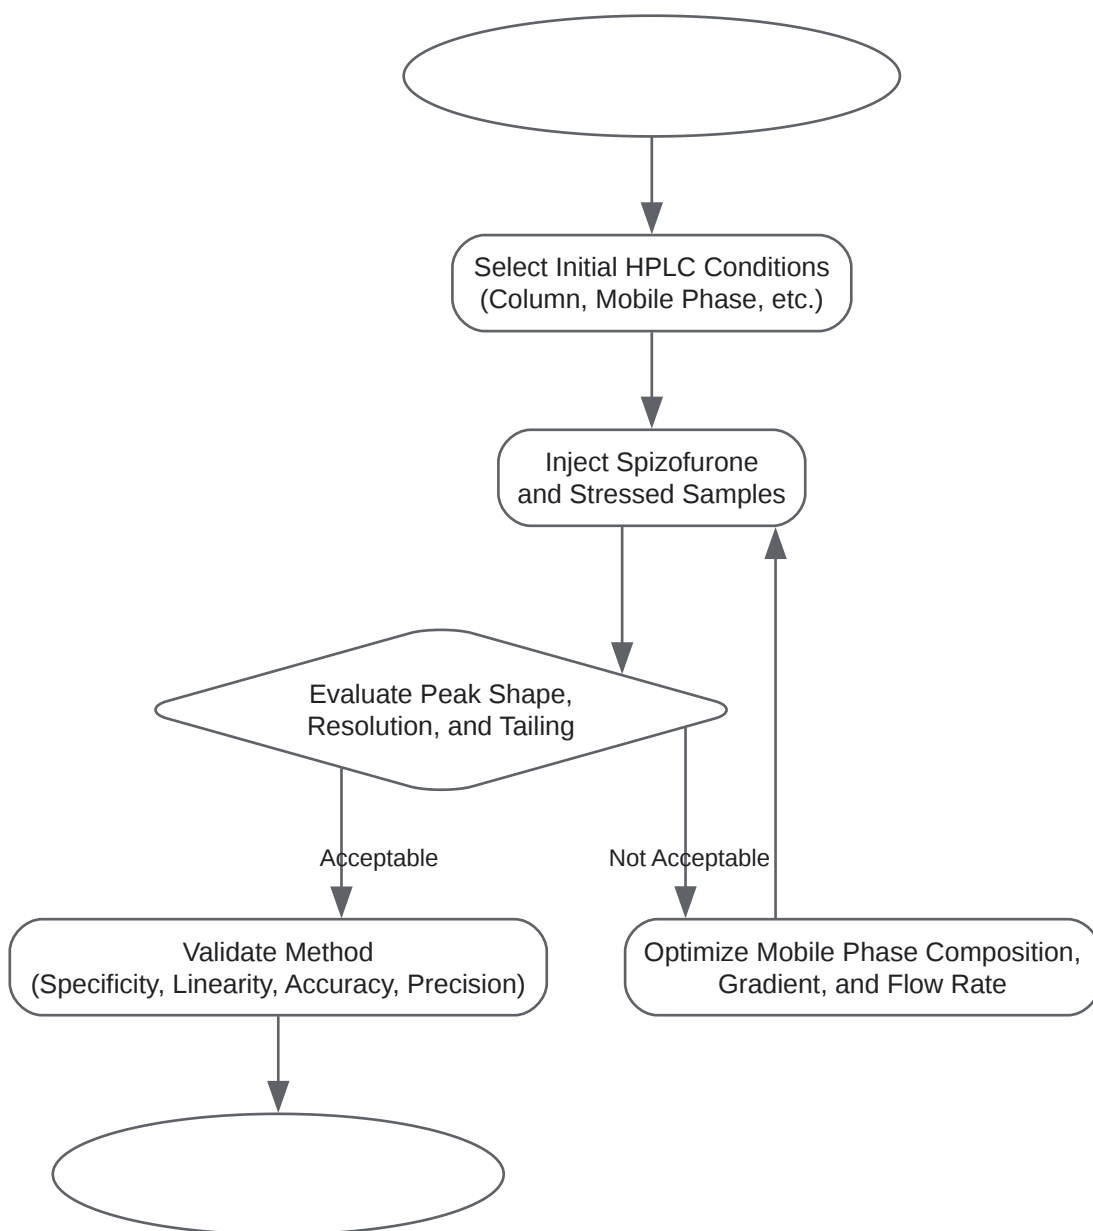 Select Initial HPLC Conditions
(Column, Mobile Phase, etc.)
Inject Spizofurone
and Stressed Samples
Evaluate Peak Shape,
Resolution, and Tailing
Acceptable
Not Acceptable
Validate Method
(Specificity, Linearity, Accuracy, Precision)
Optimize Mobile Phase Composition,
Gradient, and Flow Rate